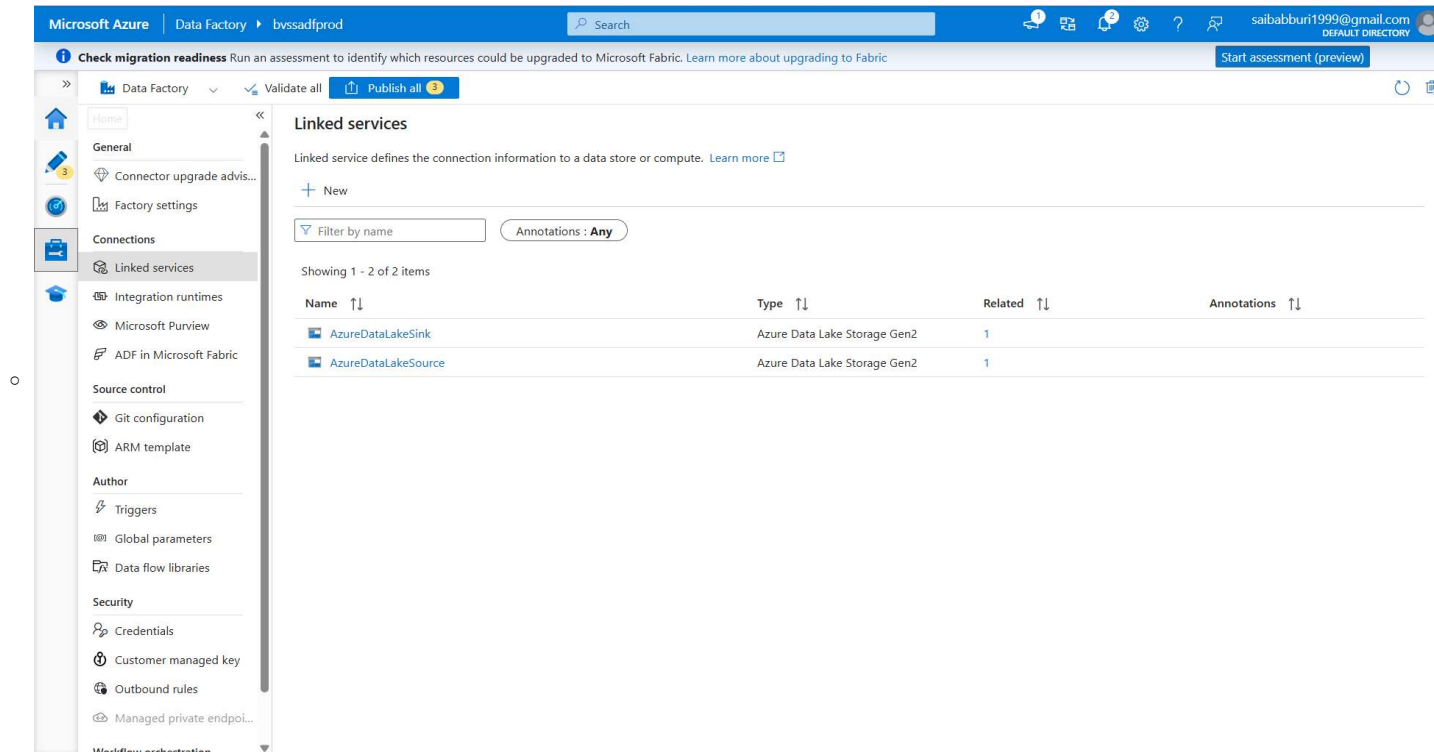 Microsoft Azure | Data Factory ▸ bvssadfprod Search 1 2 saibabburi1999@gmail.com
DEFAULT DIRECTORY
Check migration readiness Run an assessment to identify which resources could be upgraded to Microsoft Fabric. Learn more about upgrading to Fabric Start assessment (preview)
» Data Factory Validate all Publish all 3
Home «
3
General
Connector upgrade advis...
Factory settings
Connections
Linked services
Integration runtimes
Microsoft Purview
ADF in Microsoft Fabric
Source control
Git configuration
ARM template
Author
Triggers
Global parameters
Data flow libraries
Security
Credentials
Customer managed key
Outbound rules
Managed private endpoi...
Workflow orchestration
Linked services
Linked service defines the connection information to a data store or compute. Learn more
+ New
Filter by name Annotations : Any
Showing 1 - 2 of 2 items
Name ↑↓ Type ↑↓ Related ↑↓ Annotations ↑↓
AzureDataLakeSink Azure Data Lake Storage Gen2 1
AzureDataLakeSource Azure Data Lake Storage Gen2 1